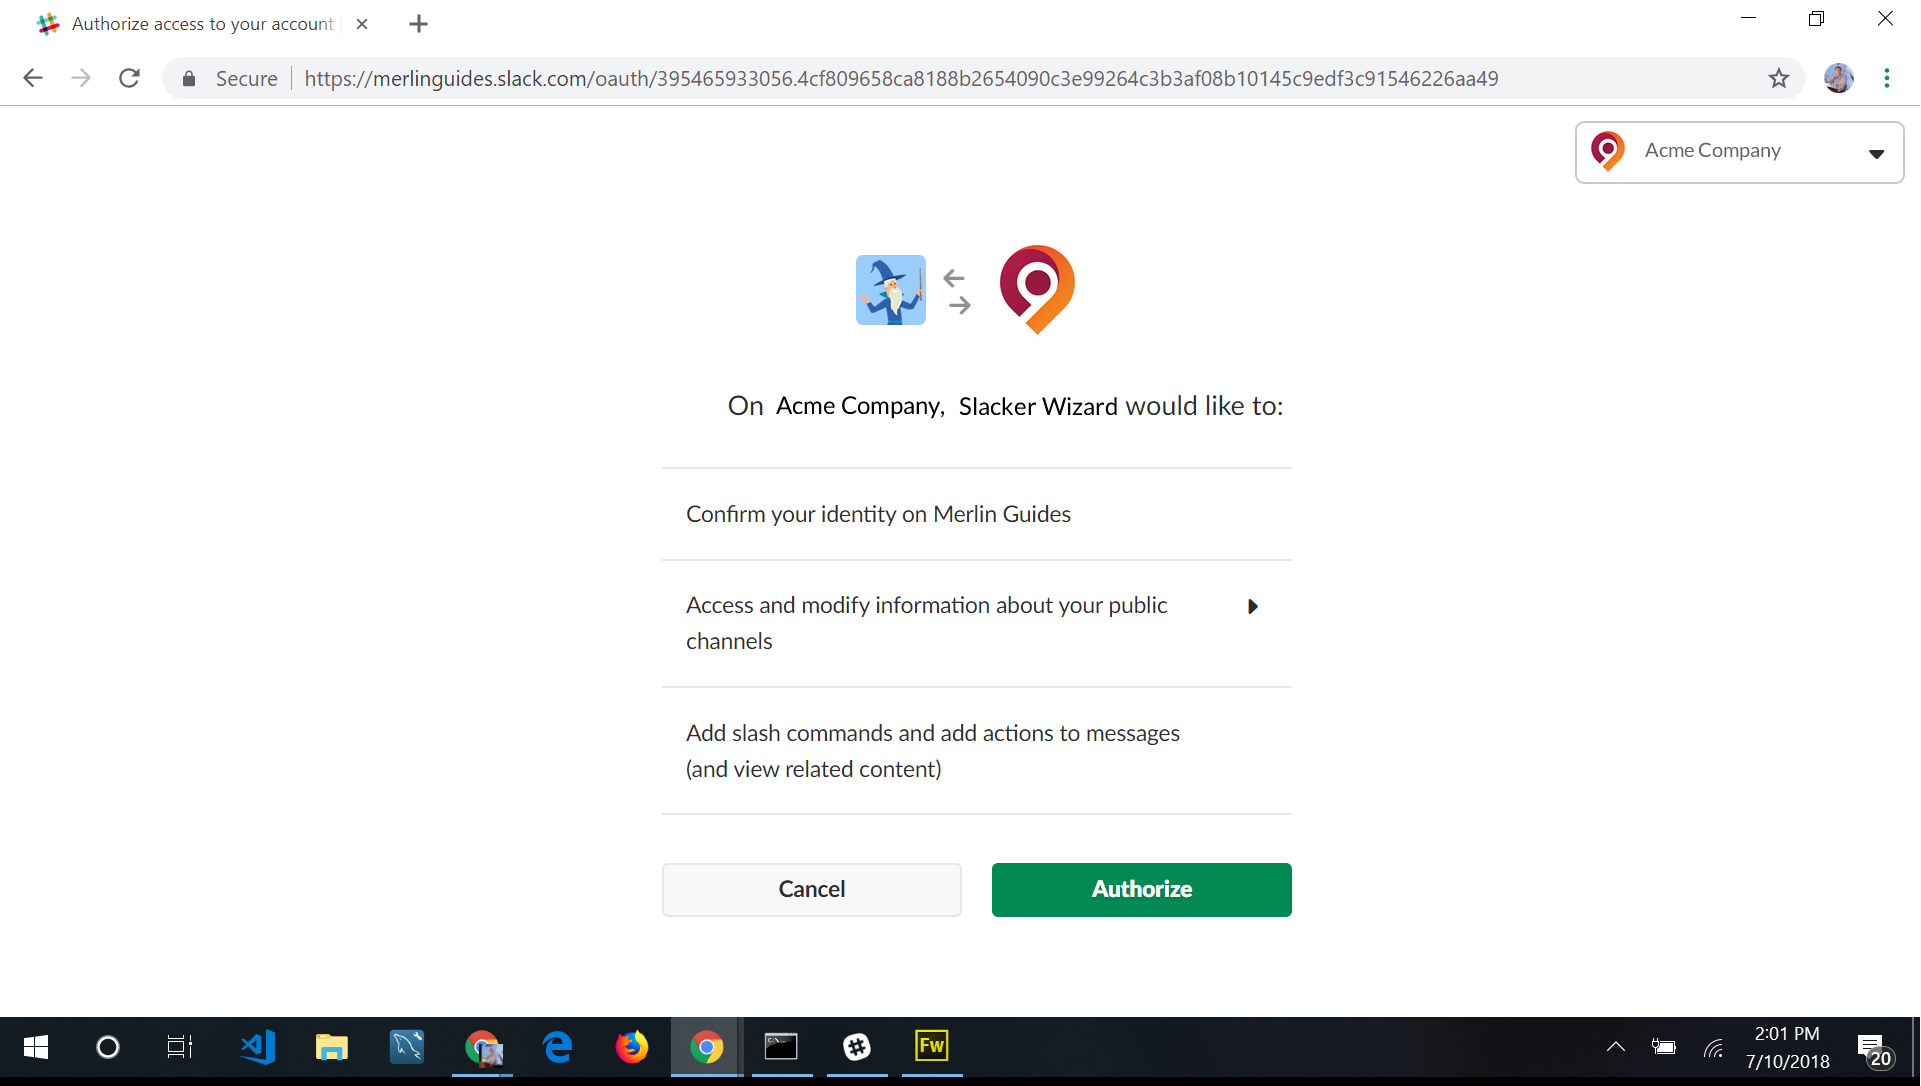 Authorize access to your account
Secure https://merlinguides.slack.com/oauth/395465933056.4cf809658ca8188b2654090c3e99264c3b3af08b10145c9edf3c91546226aa49
Acme Company
On Acme Company, Slacker Wizard would like to:
Confirm your identity on Merlin Guides
Access and modify information about your public
channels
Add slash commands and add actions to messages
(and view related content)
Cancel
Authorize
Fw
2:01 PM
7/10/2018
20